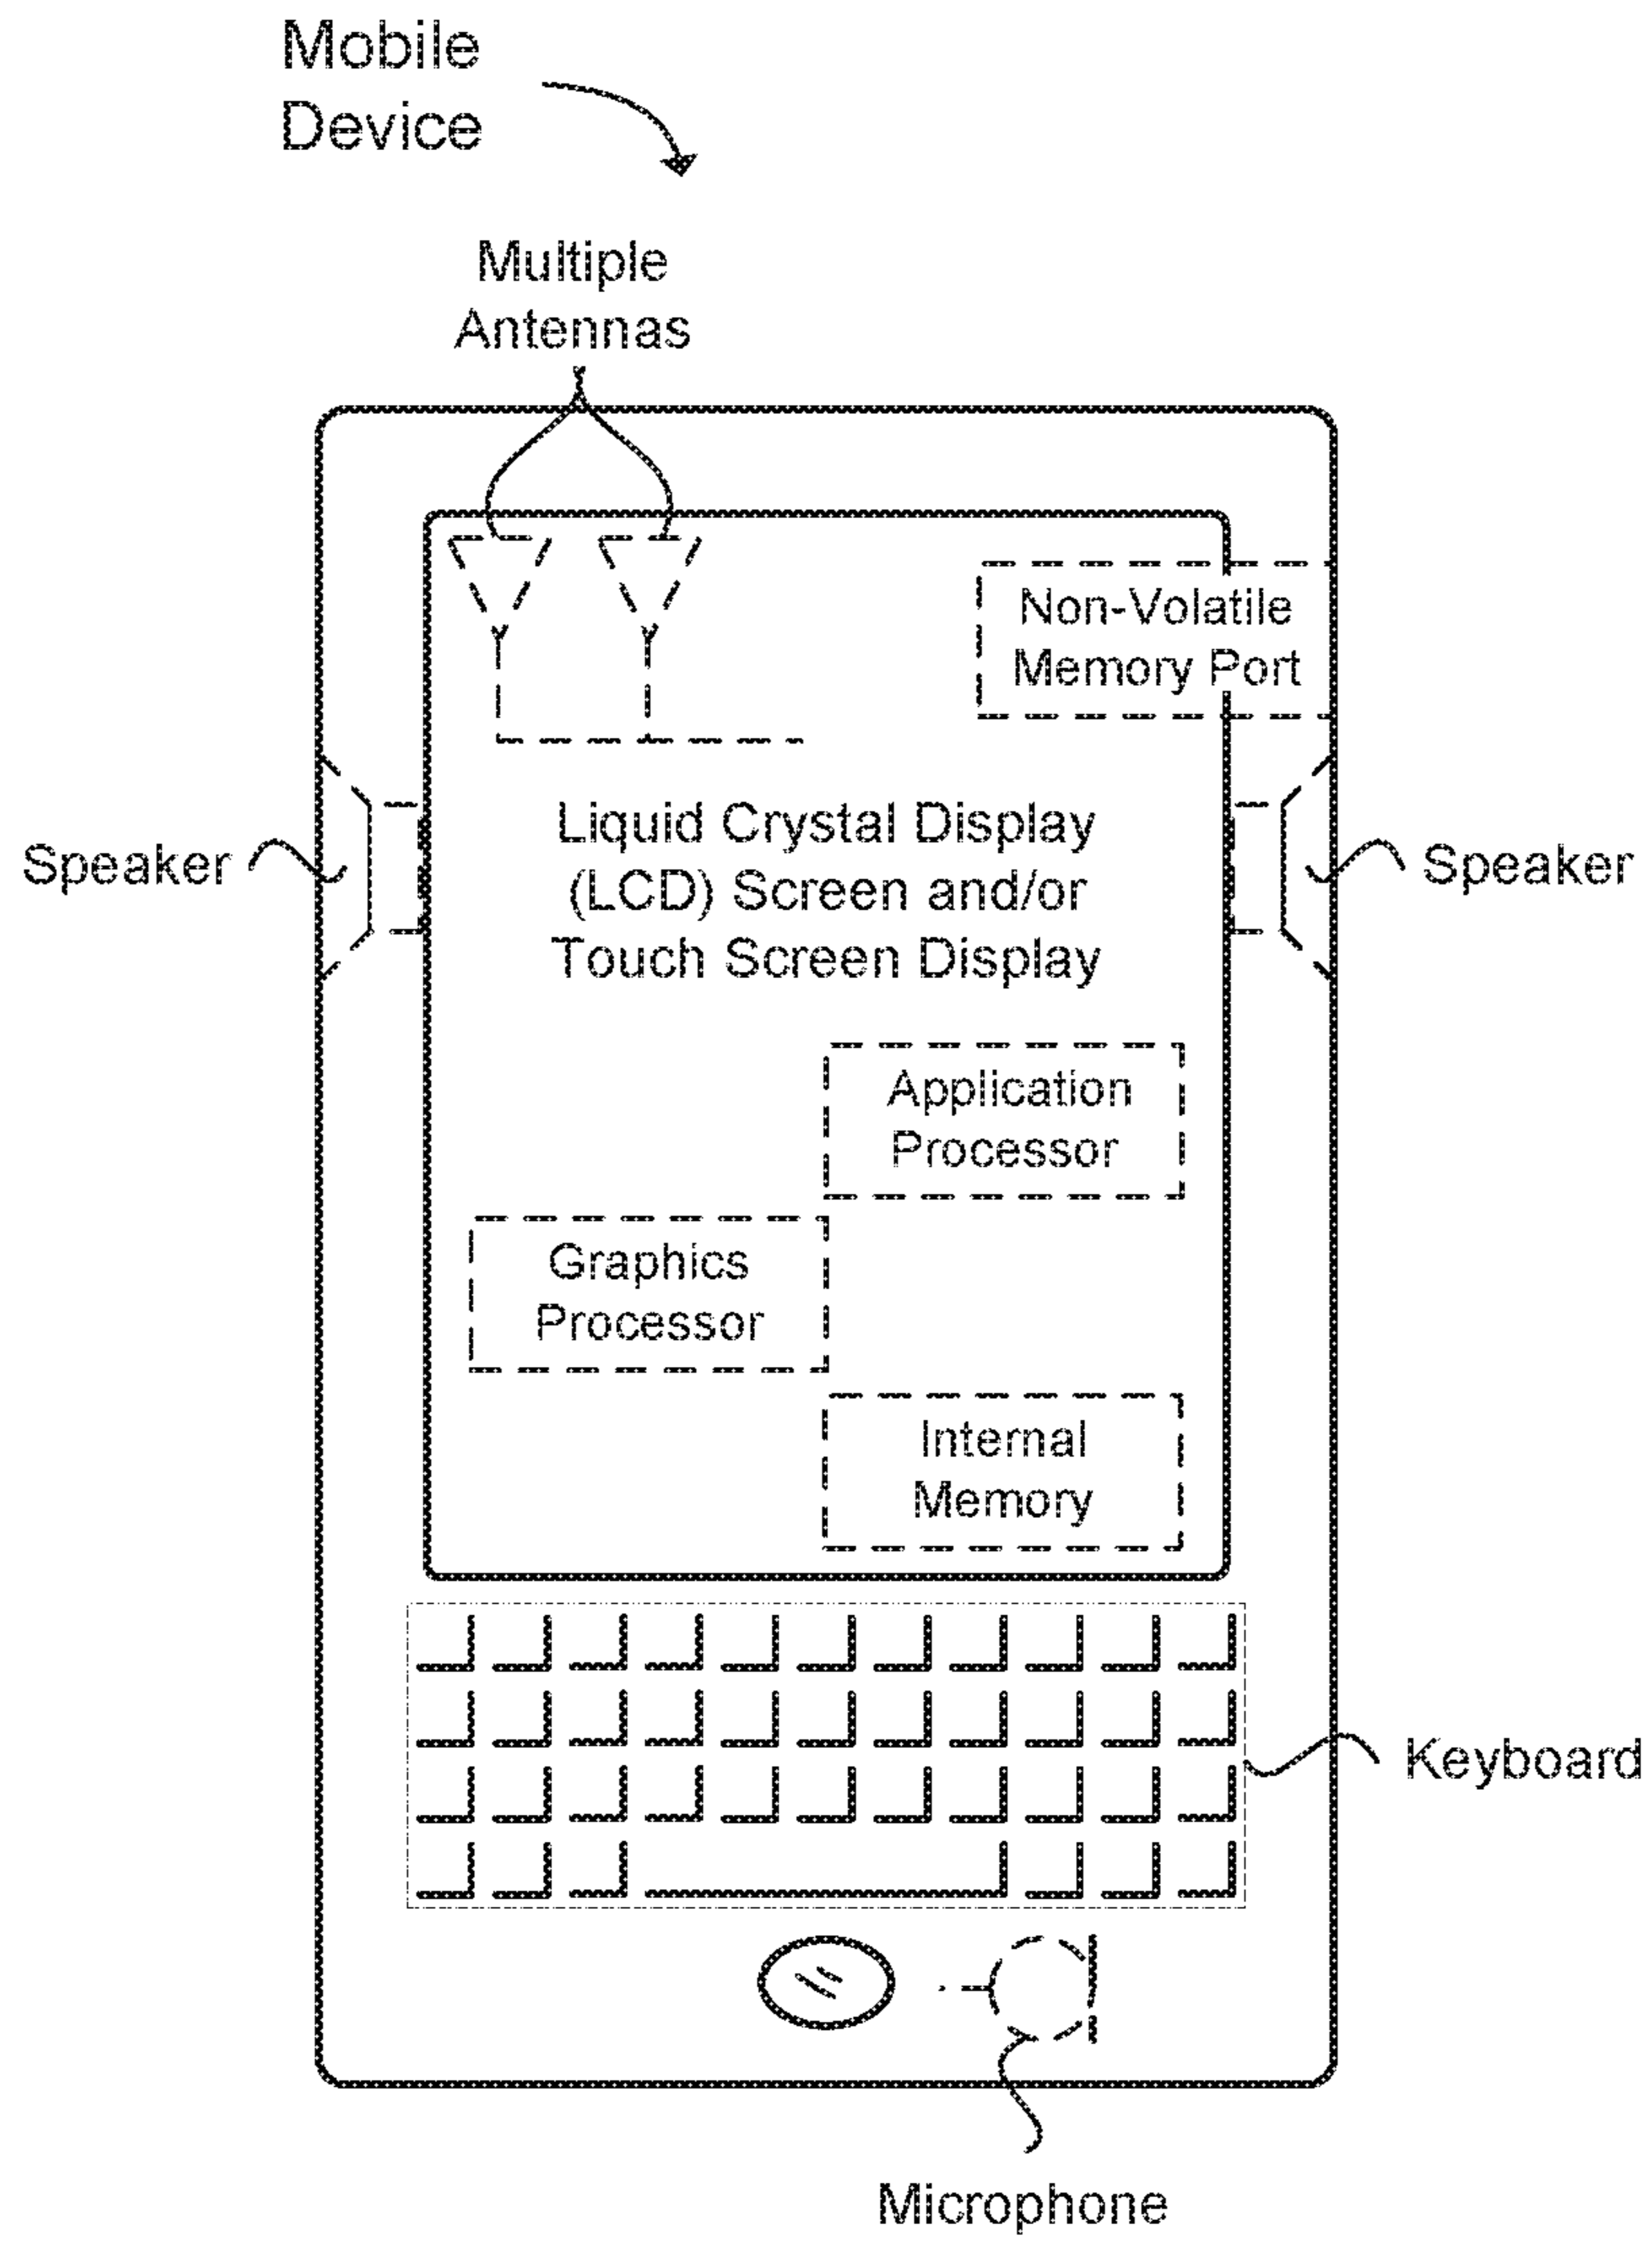 Mobile
Device
Multiple
Antennas
Non-Volatile
Memory Port
Speaker
Liquid Crystal Display
(LCD) Screen and/or
Touch Screen Display
Speaker
Application
Processor
Graphics
Processor
Internal
Memory
Keyboard
Microphone